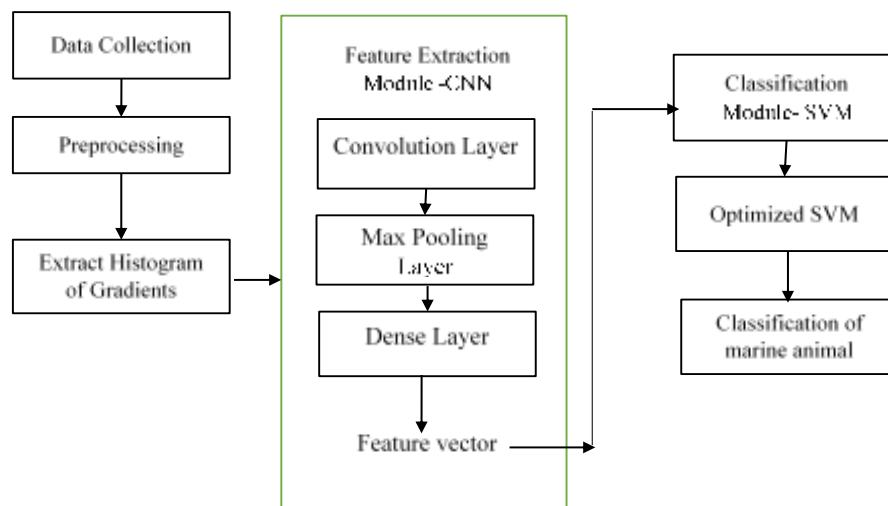 Data Collection
Preprocessing
Extract Histogram
of Gradients
Feature Extraction
Module -CNN
Convolution Layer
Max Pooling
Layer
Dense Layer
Feature vector
Classification
Module- SVM
Optimized SVM
Classification of
marine animal